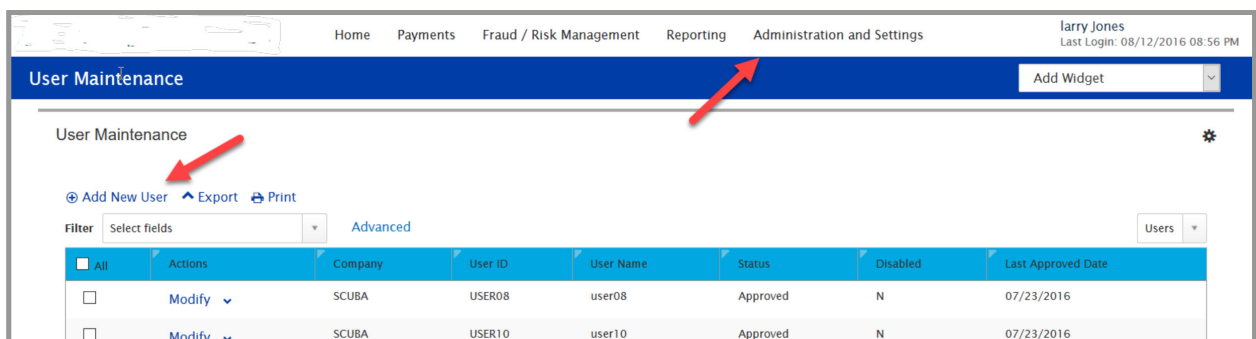 Home Payments Fraud / Risk Management Reporting Administration and Settings larry Jones
Last Login: 08/12/2016 08:56 PM
User Maintenance Add Widget
User Maintenance
Add New User Export Print
Filter Select fields Advanced Users
All Actions Company User ID User Name Status Disabled Last Approved Date
Modify SCUBA USER08 user08 Approved N 07/23/2016
Modify SCUBA USER10 user10 Approved N 07/23/2016